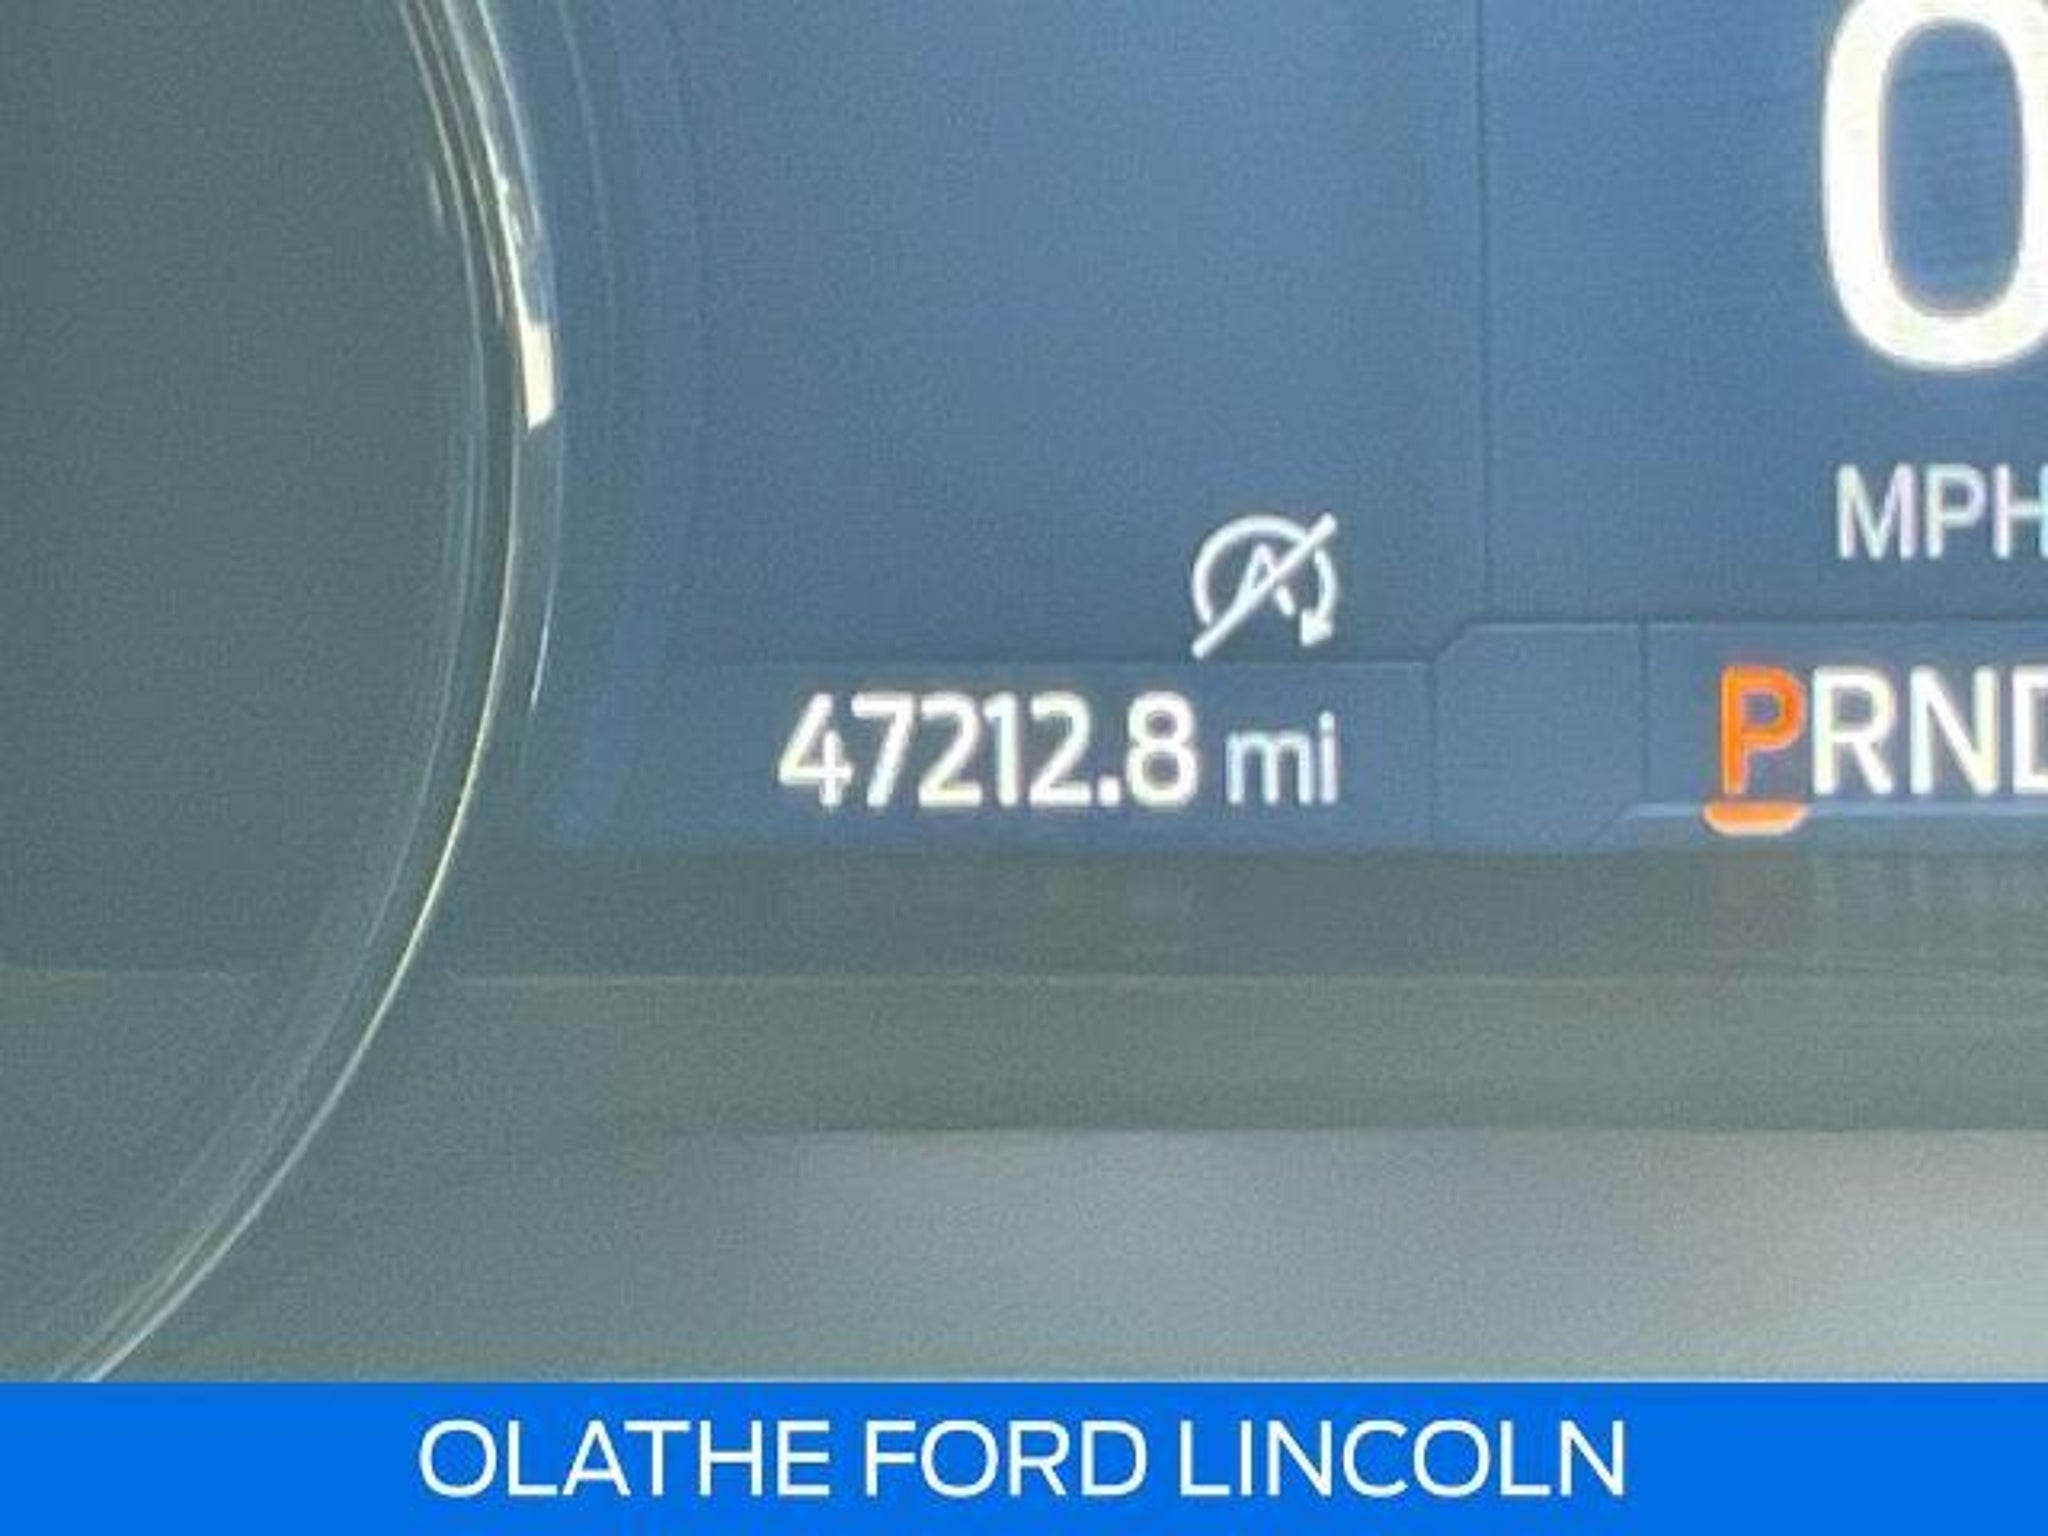 0
MPH
47212.8 mi
PRND
OLATHE FORD LINCOLN